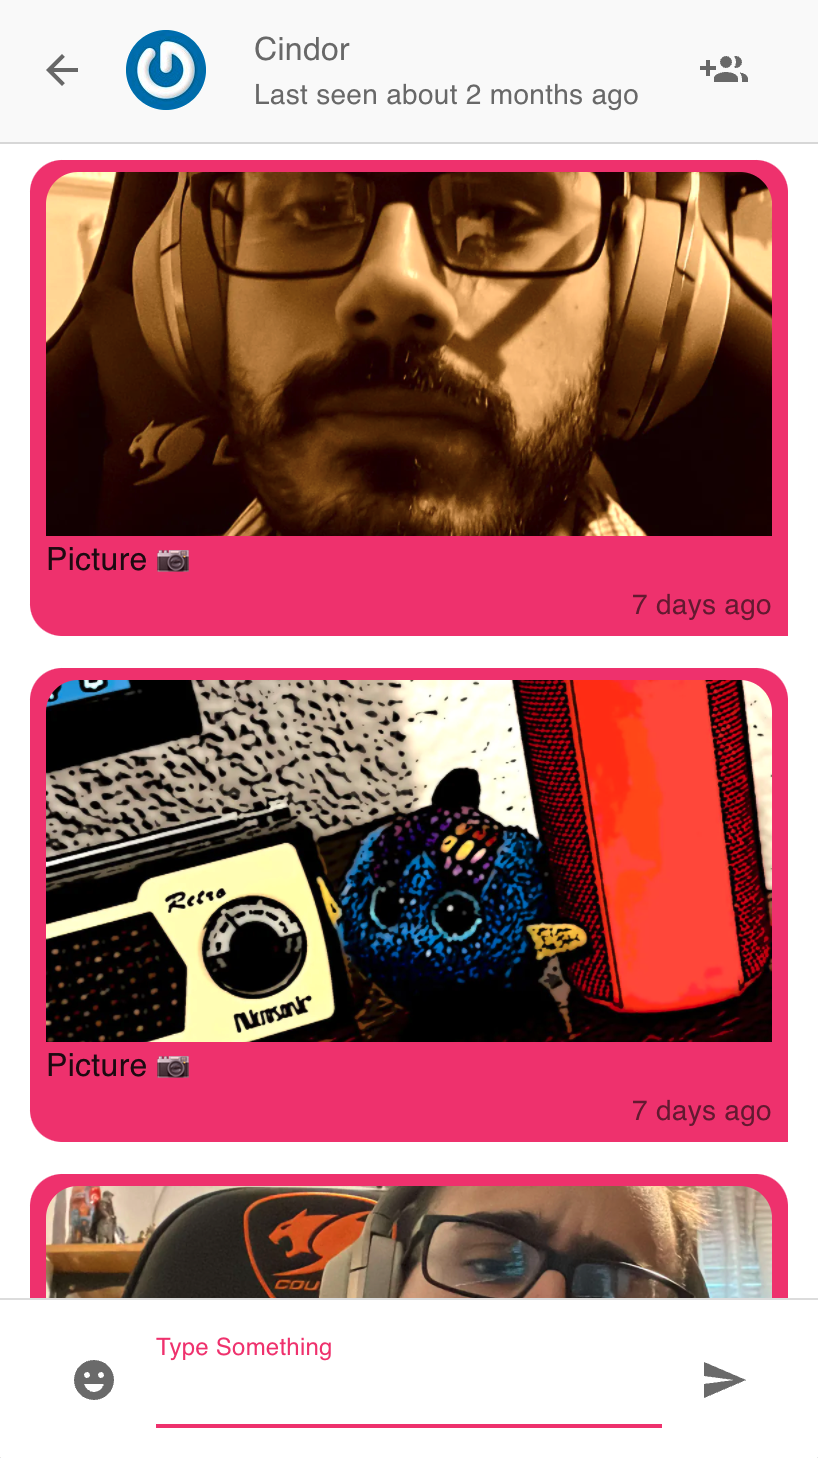 Cindor
Last seen about 2 months ago
Picture 📷
7 days ago
Retro
Picture 📷
7 days ago
Type Something